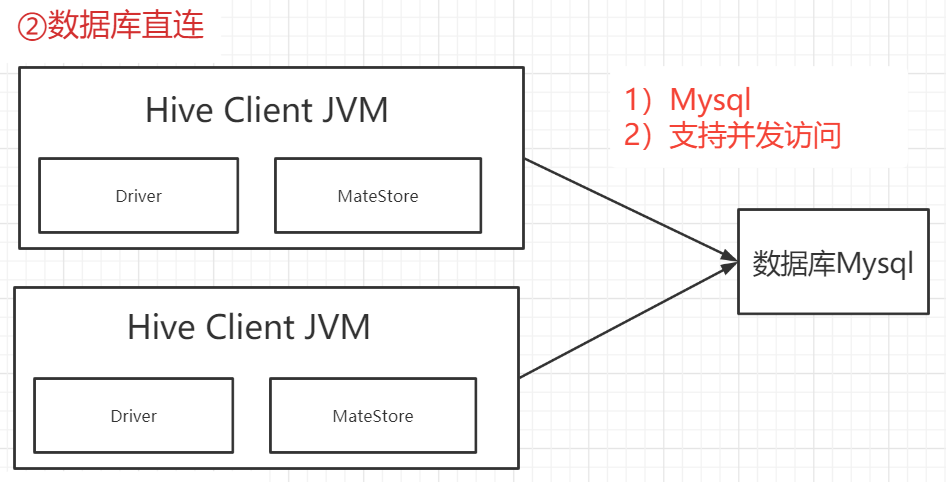 ②数据库直连
Hive Client JVM
Driver
MateStore
1）Mysql
2）支持并发访问
数据库Mysql
Hive Client JVM
Driver
MateStore